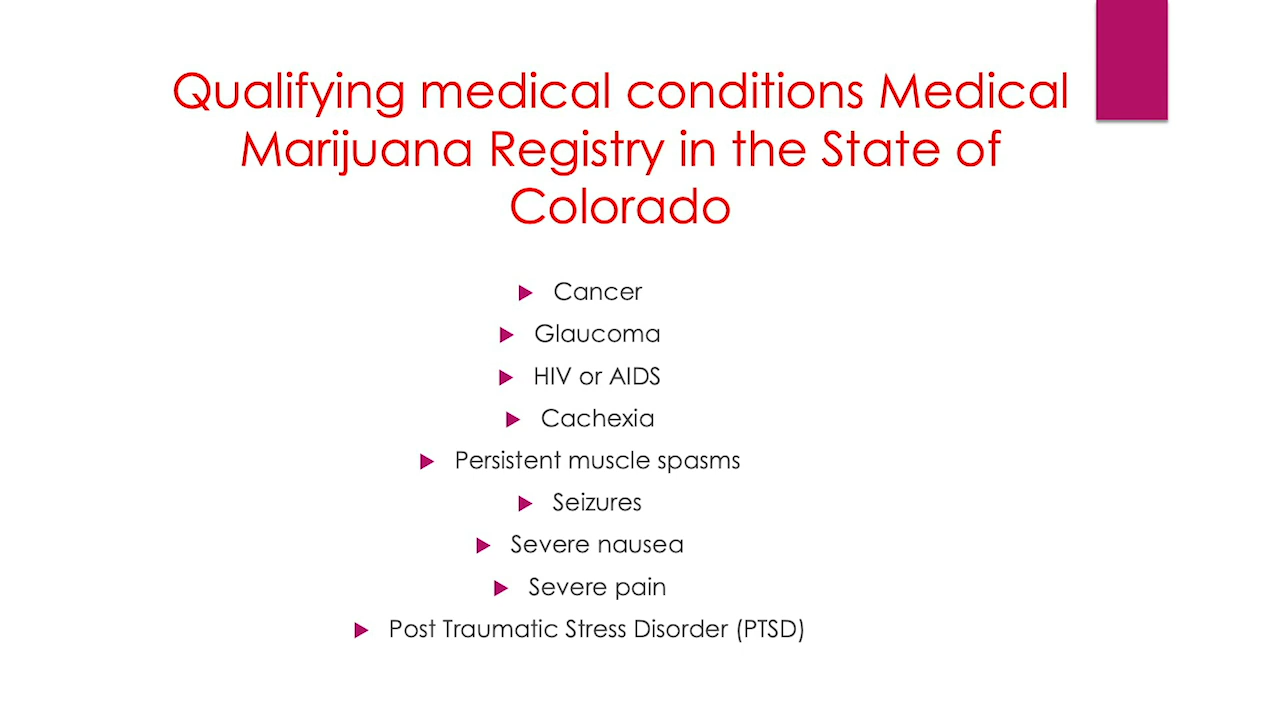 Qualifying medical conditions Medical
Marijuana Registry in the State of
Colorado
Cancer
Glaucoma
HIV or AIDS
Cachexia
Persistent muscle spasms
Seizures
Severe nausea
Severe pain
Post Traumatic Stress Disorder (PTSD)